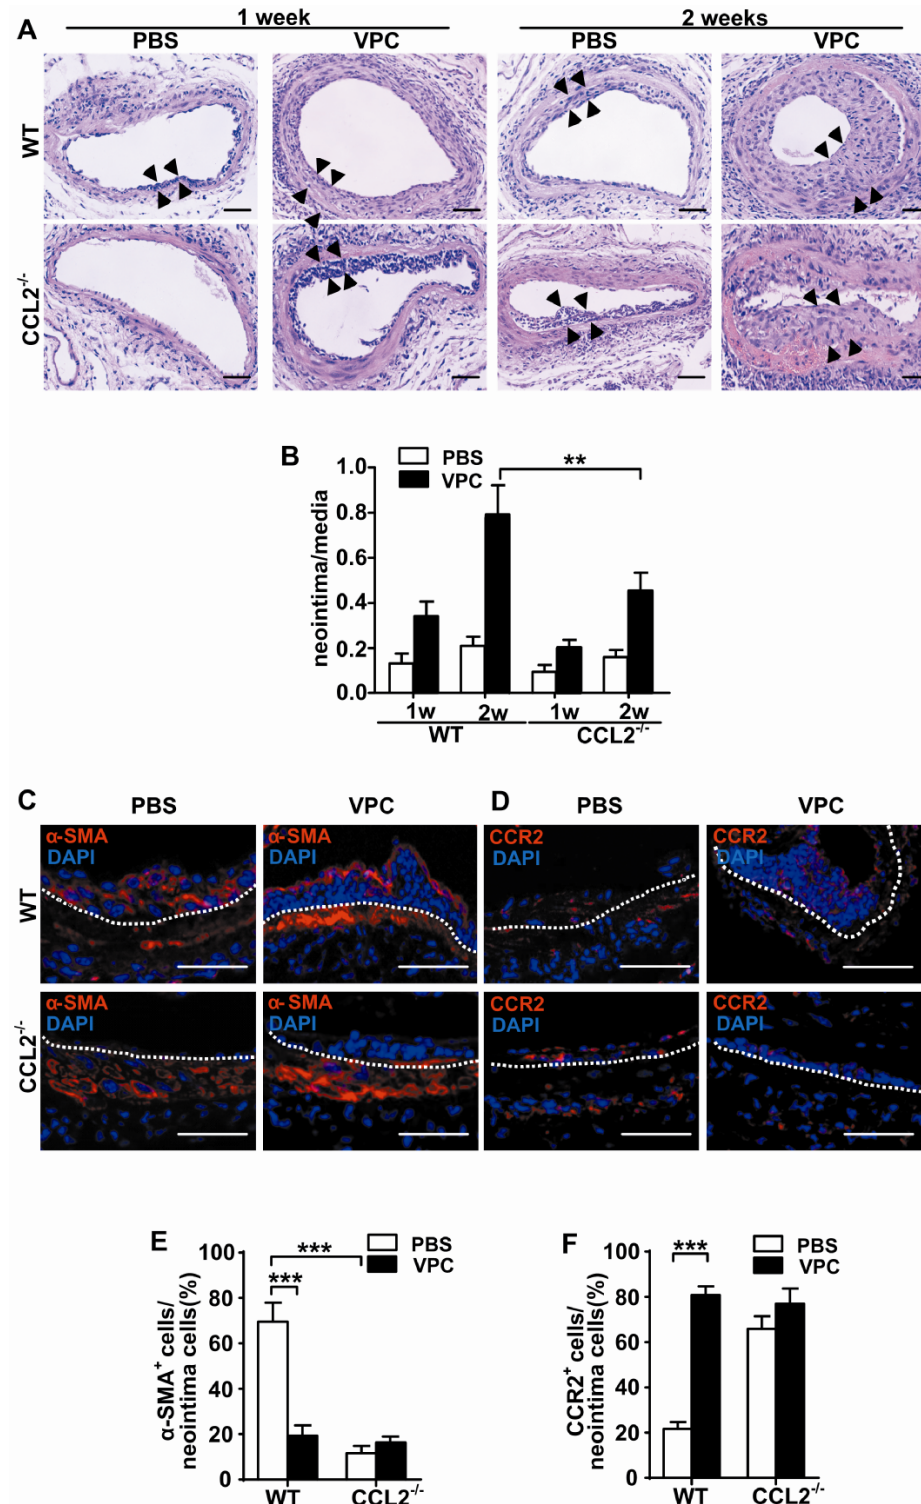 A
1 week
2 weeks
PBS
VPC
PBS
VPC
WT
CCL2⁻/⁻
B
PBS
VPC
**
neointima/media
1.0
0.8
0.6
0.4
0.2
0.0
1w
2w
1w
2w
WT
CCL2⁻/⁻
C
PBS
VPC
D
PBS
VPC
WT
α-SMA
DAPI
α-SMA
DAPI
CCR2
DAPI
CCR2
DAPI
CCL2⁻/⁻
α-SMA
DAPI
α-SMA
DAPI
CCR2
DAPI
CCR2
DAPI
E
PBS
VPC
***
***
α-SMA⁺ cells/
neointima cells(%)
100
80
60
40
20
0
WT
CCL2⁻/⁻
F
PBS
VPC
***
CCR2⁺ cells/
neointima cells(%)
100
80
60
40
20
0
WT
CCL2⁻/⁻